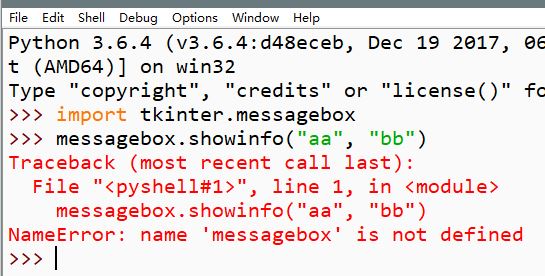 File Edit Shell Debug Options Window Help
Python 3.6.4 (v3.6.4:d48eceb, Dec 19 2017, 06
t (AMD64)] on win32
Type "copyright", "credits" or "license()" fo
>>> import tkinter.messagebox
>>> messagebox.showinfo("aa", "bb")
Traceback (most recent call last):
  File "<pyshell#1>", line 1, in <module>
    messagebox.showinfo("aa", "bb")
NameError: name 'messagebox' is not defined
>>>